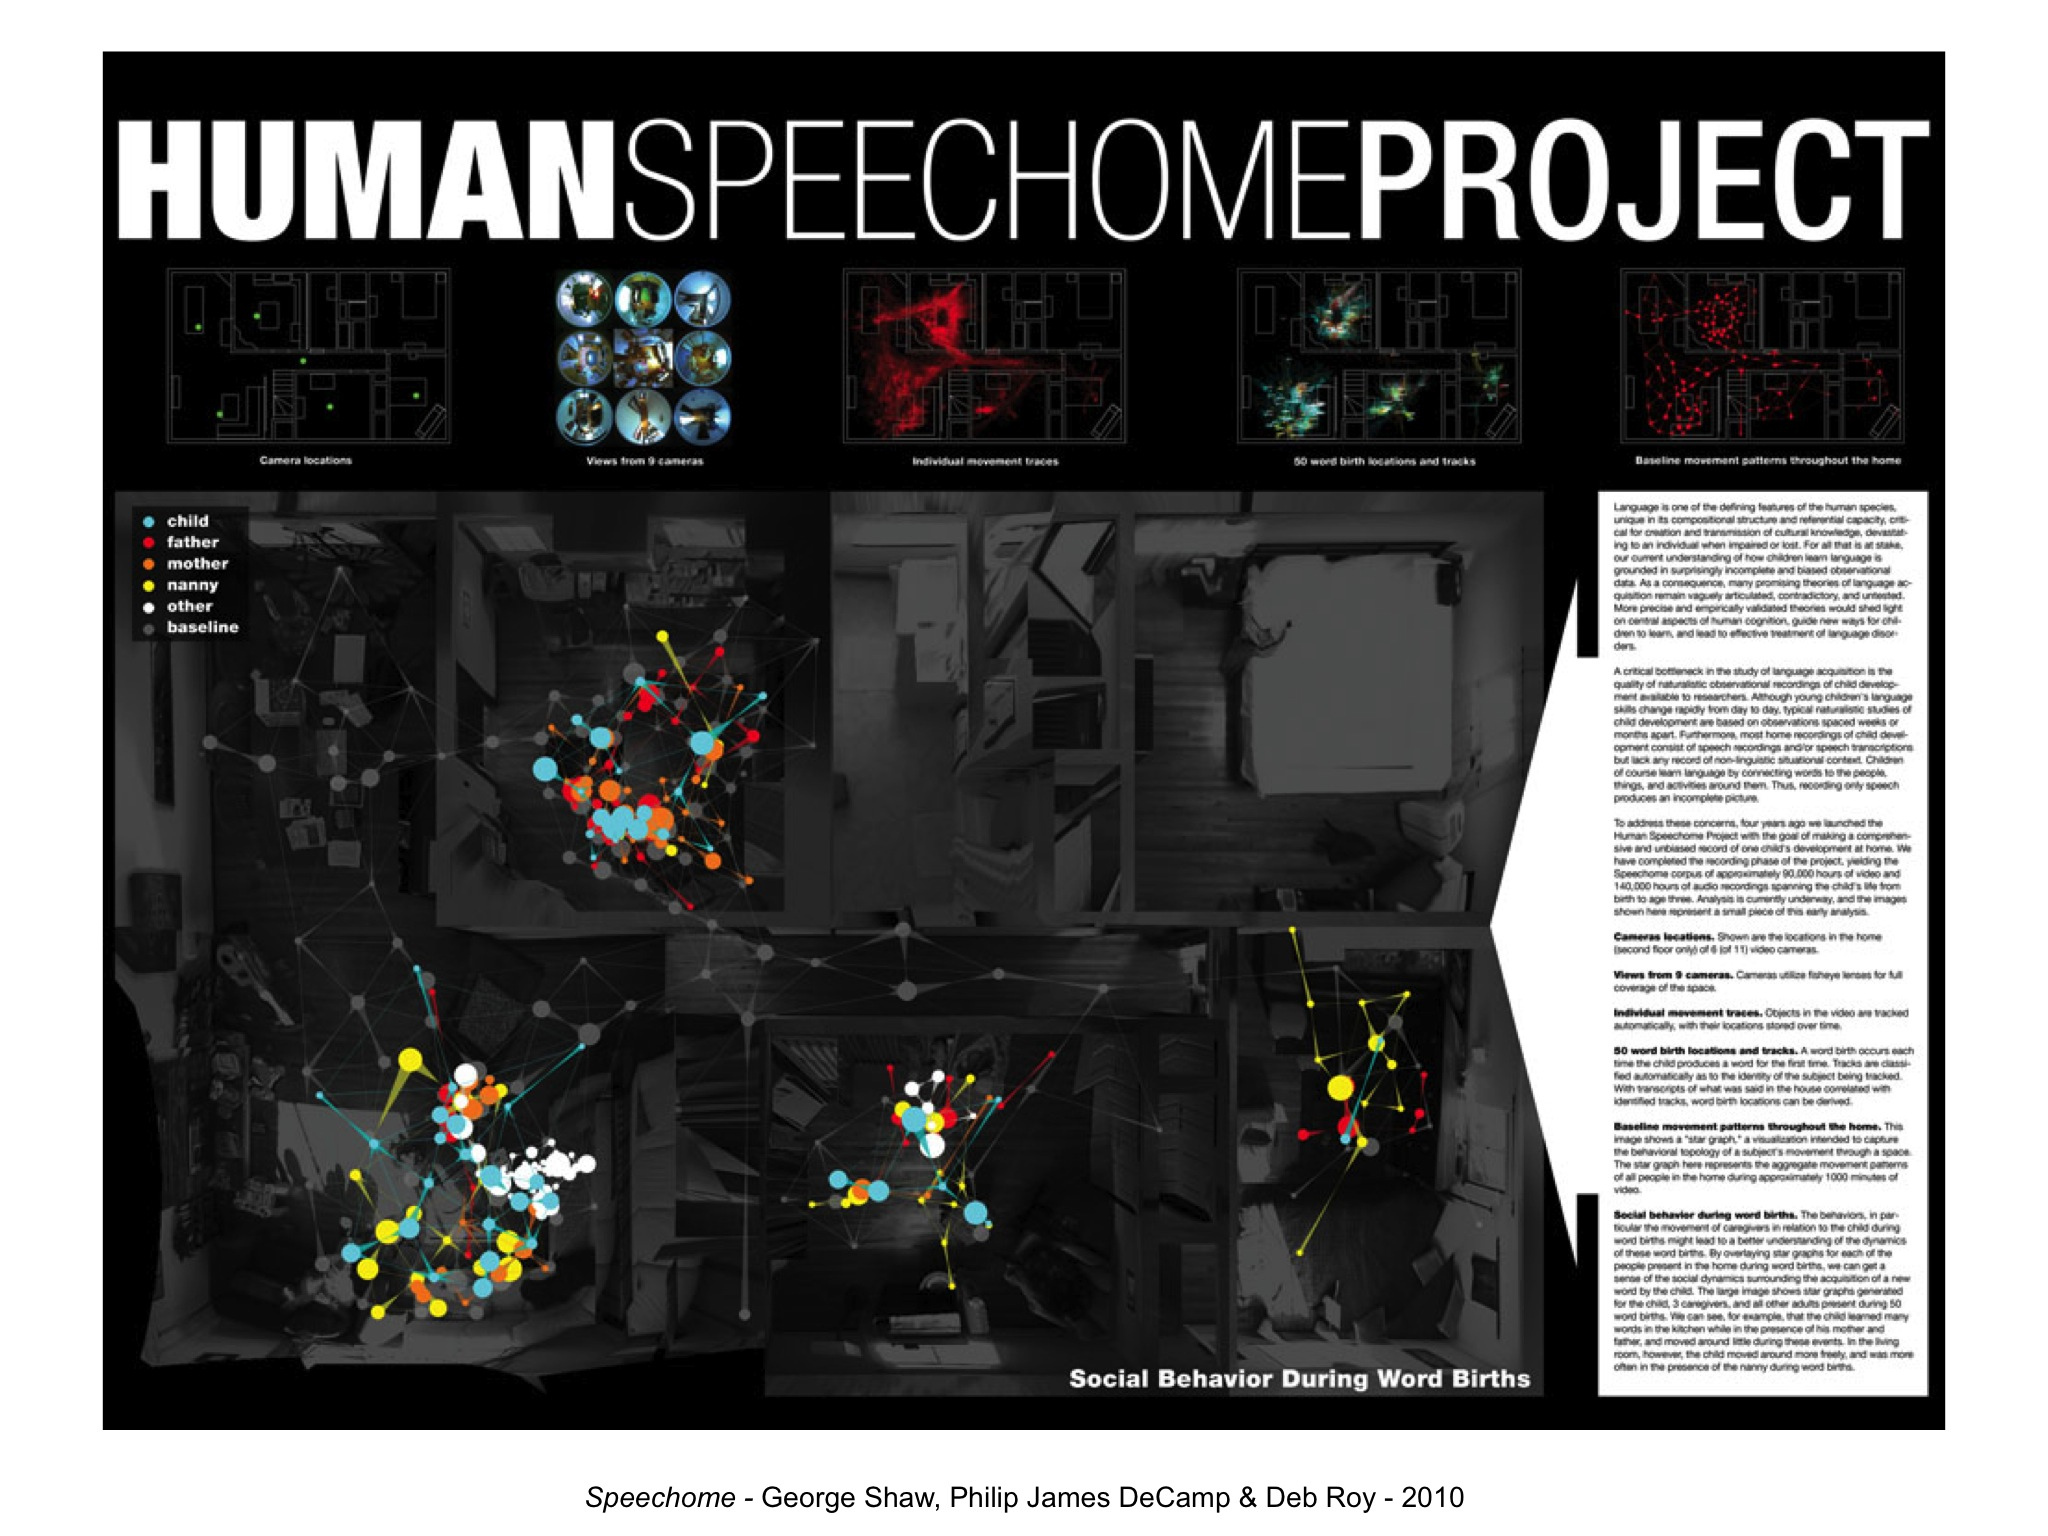 HUMANSPEECHOMEPROJECT
Camera locations
Views from 9 cameras
Individual movement traces
50 word birth locations and tracks
Baseline movement patterns throughout the home
child
father
mother
nanny
other
baseline
Social Behavior During Word Births
Language is one of the defining features of the human species,
unique in its compositional structure and referential capacity, criti-
cal for creation and transmission of cultural knowledge, devastat-
ing to an individual when impaired or lost. For all that is at stake,
our current understanding of how children learn language is
grounded in surprisingly incomplete and biased observational
data. As a consequence, many promising theories of language ac-
quisition remain vaguely articulated, contradictory, and untested.
More precise and empirically validated theories would shed light
on central aspects of human cognition, guide new ways for chil-
dren to learn, and lead to effective treatment of language disor-
ders.
A critical bottleneck in the study of language acquisition is the
quality of naturalistic observational recordings of child develop-
ment available to researchers. Although young children's language
skills change rapidly from day to day, typical naturalistic studies of
child development are based on observations spaced weeks or
months apart. Furthermore, most home recordings of child devel-
opment consist of speech recordings and/or speech transcriptions
but lack any record of non-linguistic situational context. Children
of course learn language by connecting words to the people,
things, and activities around them. Thus, recording only speech
produces an incomplete picture.
To address these concerns, four years ago we launched the
Human Speechome Project with the goal of making a comprehen-
sive and unbiased record of one child's development at home. We
have completed the recording phase of the project, yielding the
Speechome corpus of approximately 90,000 hours of video and
140,000 hours of audio recordings spanning the child's life from
birth to age three. Analysis is currently underway, and the images
shown here represent a small piece of this early analysis.
Cameras locations. Shown are the locations in the home
(second floor only) of 6 (of 11) video cameras.
Views from 9 cameras. Cameras utilize fisheye lenses for full
coverage of the space.
Individual movement traces. Objects in the video are tracked
automatically, with their locations stored over time.
50 word birth locations and tracks. A word birth occurs each
time the child produces a word for the first time. Tracks are classi-
fied automatically as to the identity of the subject being tracked.
With transcripts of what was said in the house correlated with
identified tracks, word birth locations can be derived.
Baseline movement patterns throughout the home. This
image shows a "star graph," a visualization intended to capture
the behavioral topology of a subject's movement through a space.
The star graph here represents the aggregate movement patterns
of all people in the home during approximately 1000 minutes of
video.
Social behavior during word births. The behaviors, in par-
ticular the movement of caregivers in relation to the child during
word births might lead to a better understanding of the dynamics
of these word births. By overlaying star graphs for each of the
people present in the home during word births, we can get a
sense of the social dynamics surrounding the acquisition of a new
word by the child. The large image shows star graphs generated
for the child, 3 caregivers, and all other adults present during 50
word births. We can see, for example, that the child learned many
words in the kitchen while in the presence of his mother and
father, and moved around little during these events. In the living
room, however, the child moved around more freely, and was more
often in the presence of the nanny during word births.
Speechome - George Shaw, Philip James DeCamp & Deb Roy - 2010